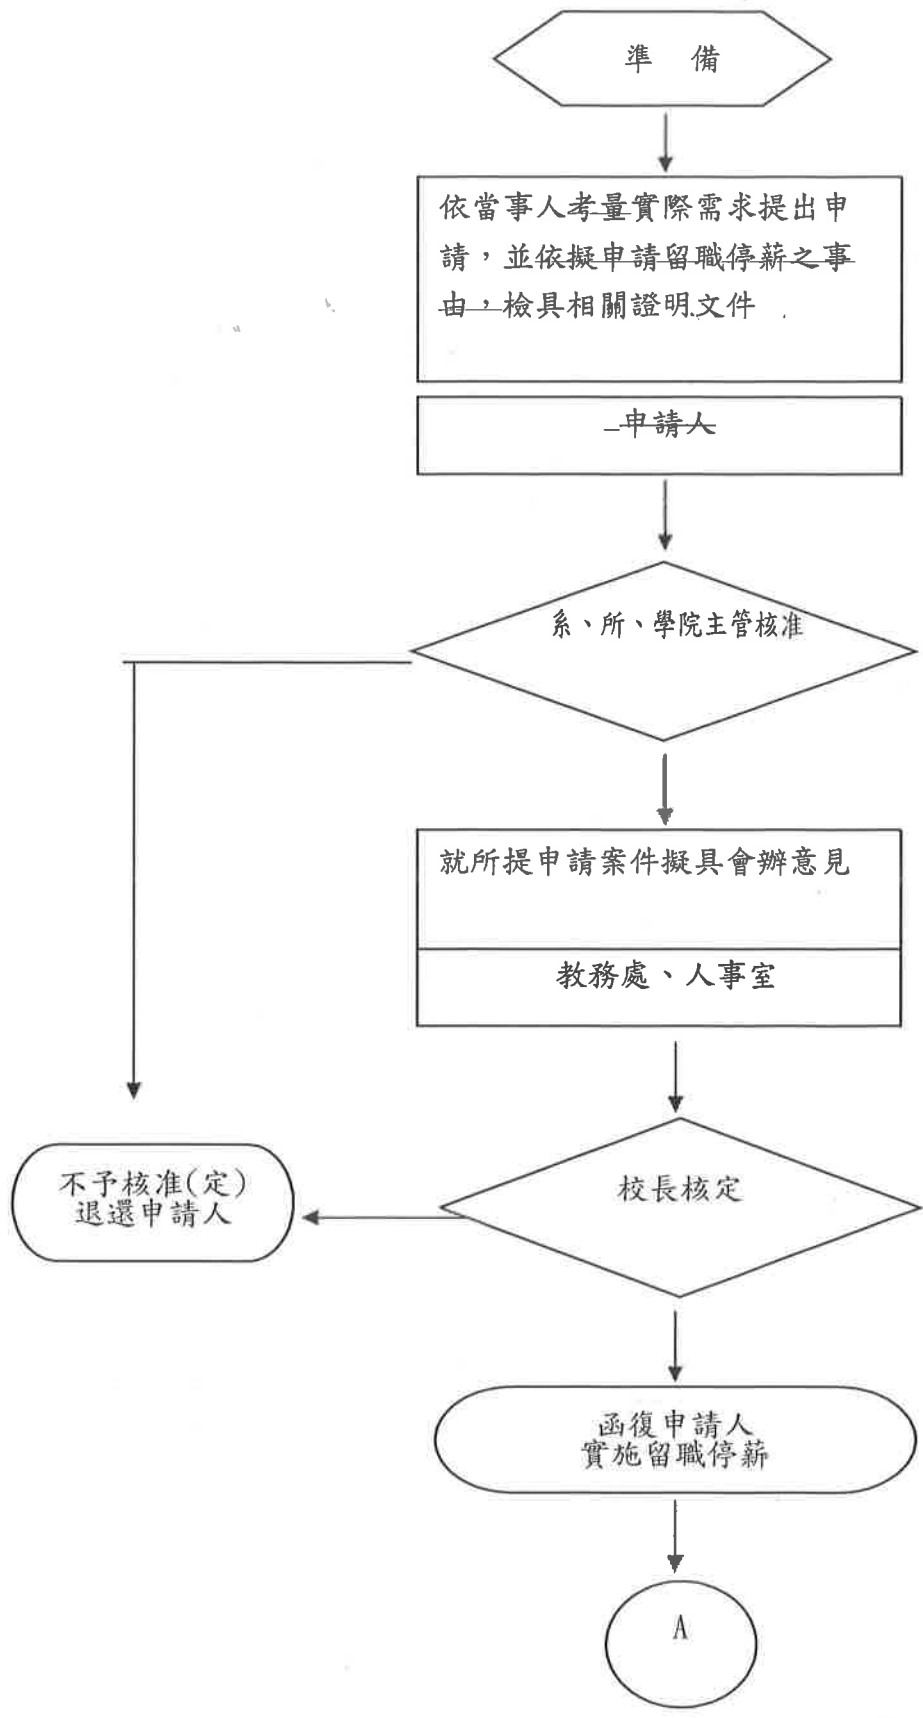 準 備
依當事人考量實際需求提出申
請，並依擬申請留職停薪之事
由，檢具相關證明文件
申請人
系、所、學院主管核准
就所提申請案件擬具會辦意見
教務處、人事室
不予核准(定)
退還申請人
校長核定
函復申請人
實施留職停薪
A